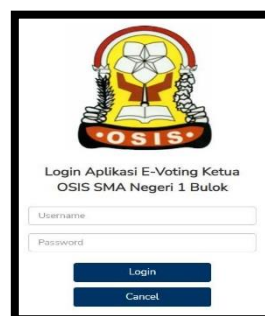 OSIS
Login Aplikasi E-Voting Ketua
OSIS SMA Negeri 1 Bulok
Username
Password
Login
Cancel